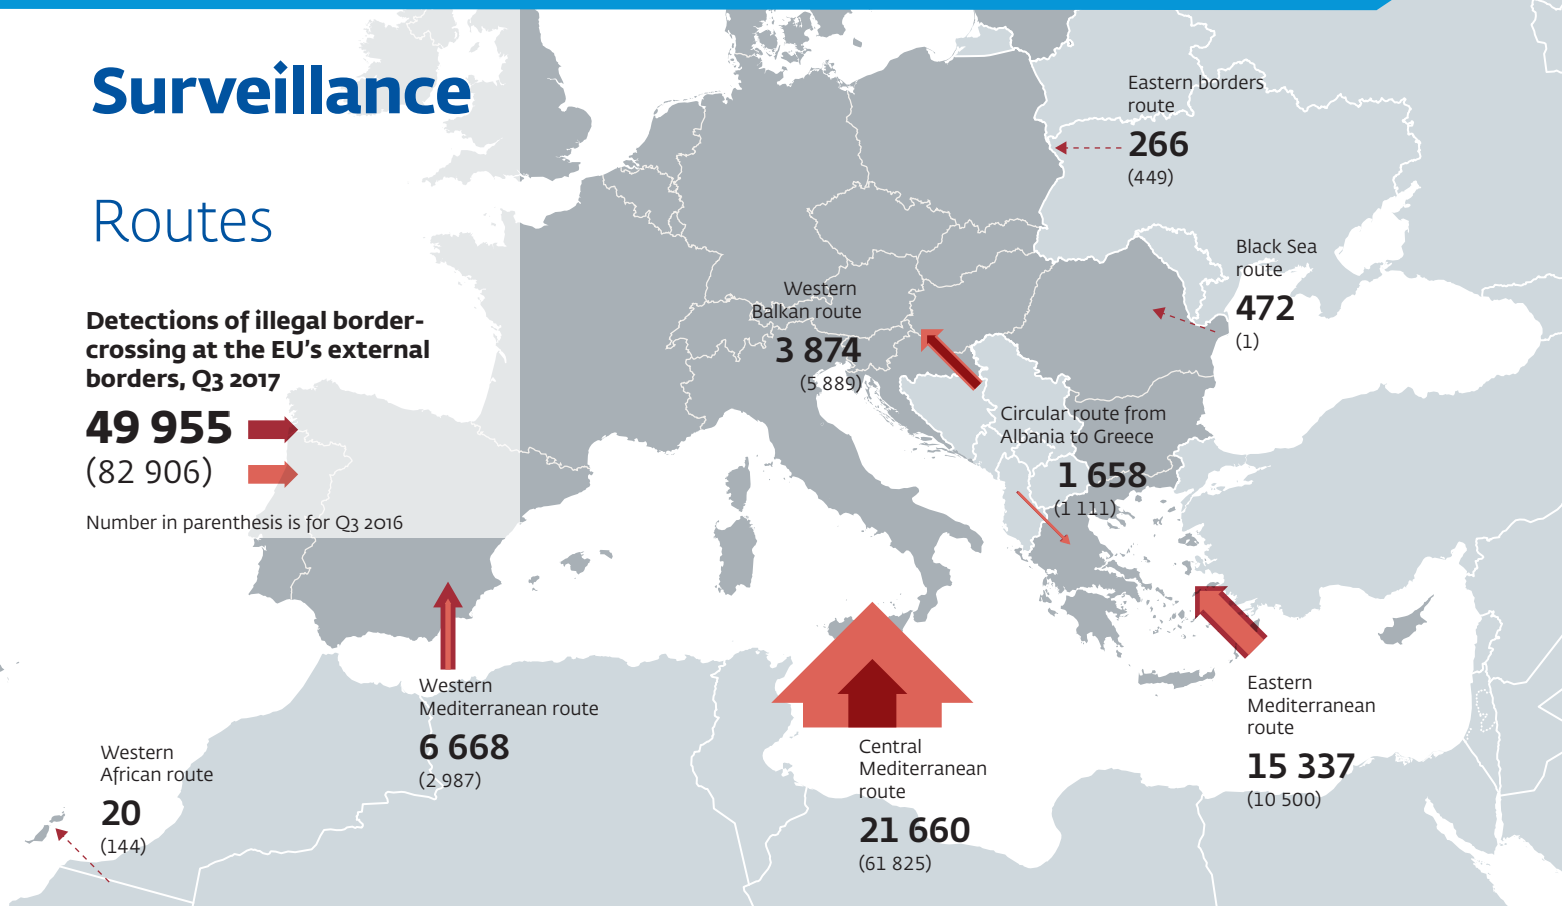 Surveillance
Routes
Detections of illegal border-
crossing at the EU's external
borders, Q3 2017
49 955
(82 906)
Number in parenthesis is for Q3 2016
Eastern borders
route
266
(449)
Black Sea
route
472
(1)
Western
Balkan route
3 874
(5 889)
Circular route from
Albania to Greece
1 658
(1 111)
Western
Mediterranean route
6 668
(2 987)
Western
African route
20
(144)
Central
Mediterranean
route
21 660
(61 825)
Eastern
Mediterranean
route
15 337
(10 500)